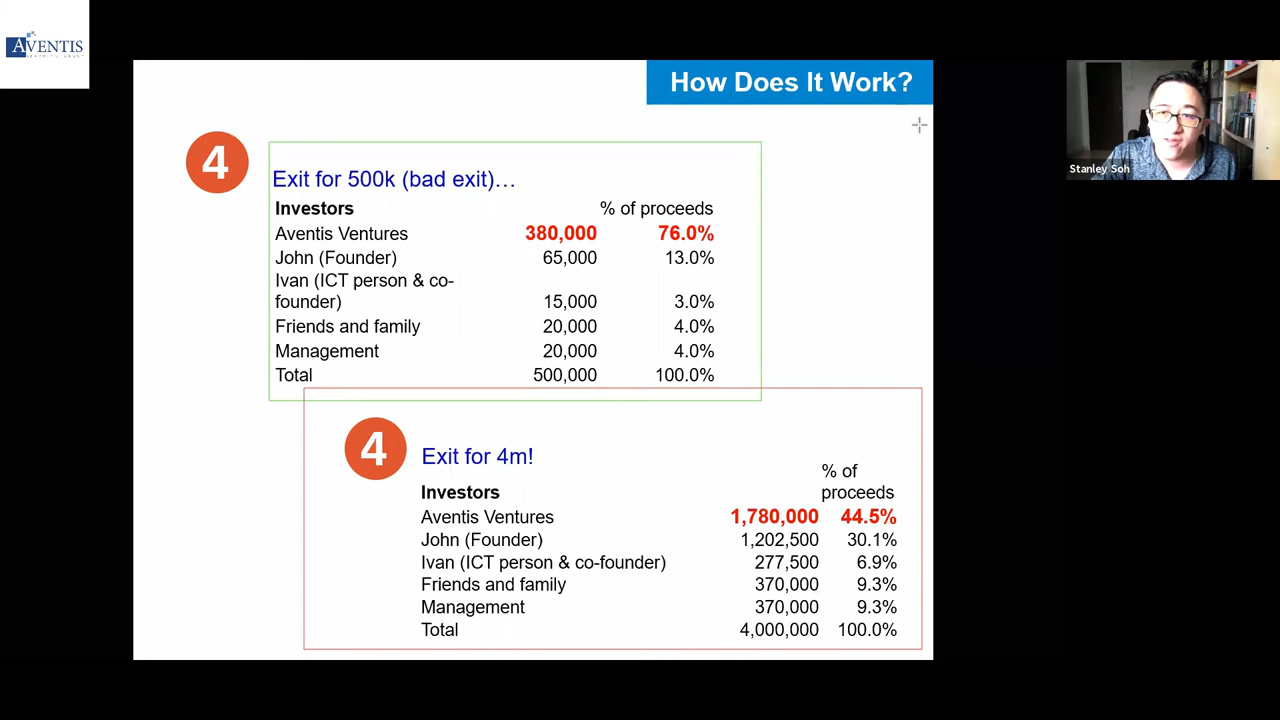 AVENTIS
How Does It Work?
4
Exit for 500k (bad exit)…
Investors % of proceeds
Aventis Ventures 380,000 76.0%
John (Founder) 65,000 13.0%
Ivan (ICT person & co-
founder) 15,000 3.0%
Friends and family 20,000 4.0%
Management 20,000 4.0%
Total 500,000 100.0%
4
Exit for 4m!
% of
Investors proceeds
Aventis Ventures 1,780,000 44.5%
John (Founder) 1,202,500 30.1%
Ivan (ICT person & co-founder) 277,500 6.9%
Friends and family 370,000 9.3%
Management 370,000 9.3%
Total 4,000,000 100.0%
Stanley Soh